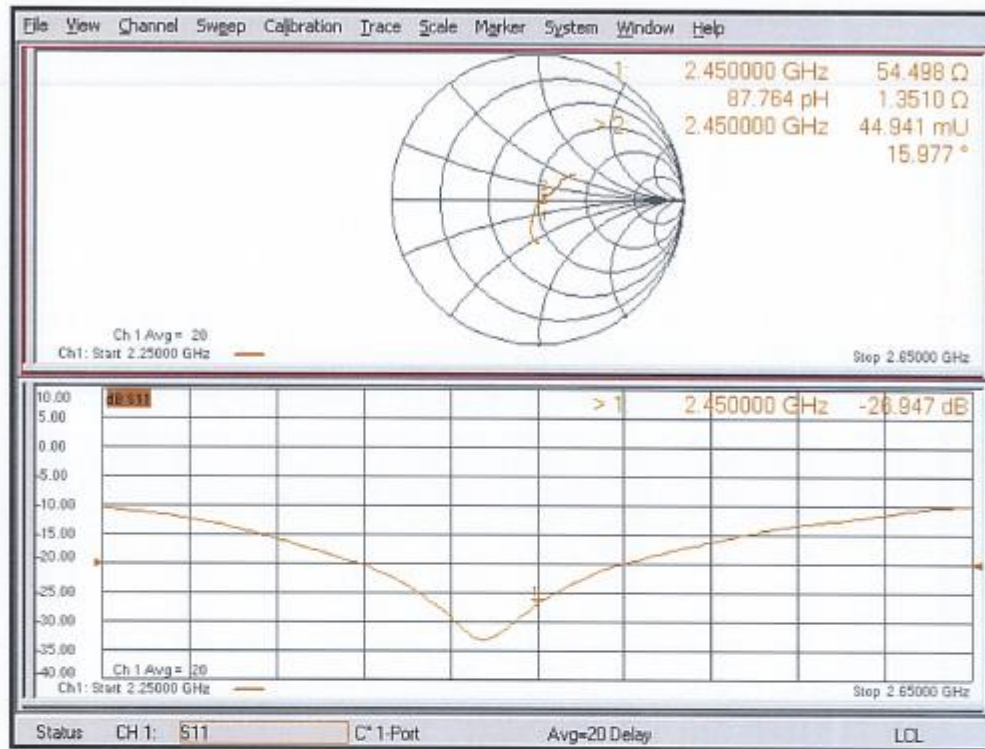 File View Channel Sweep Calibration Trace Scale Marker System Window Help
1: 2.450000 GHz 54.498 Ω
87.764 pH 1.3510 Ω
> 2: 2.450000 GHz 44.941 mU
15.977 °
Ch 1 Avg = 20
Ch1: Start 2.25000 GHz
Stop 2.65000 GHz
10.00
dB S11
> 1: 2.450000 GHz -26.947 dB
5.00
0.00
-5.00
-10.00
-15.00
-20.00
-25.00
-30.00
-35.00
-40.00
Ch 1 Avg = 20
Ch1: Start 2.25000 GHz
Stop 2.65000 GHz
Status CH 1: S11 C* 1-Port Avg=20 Delay LCL